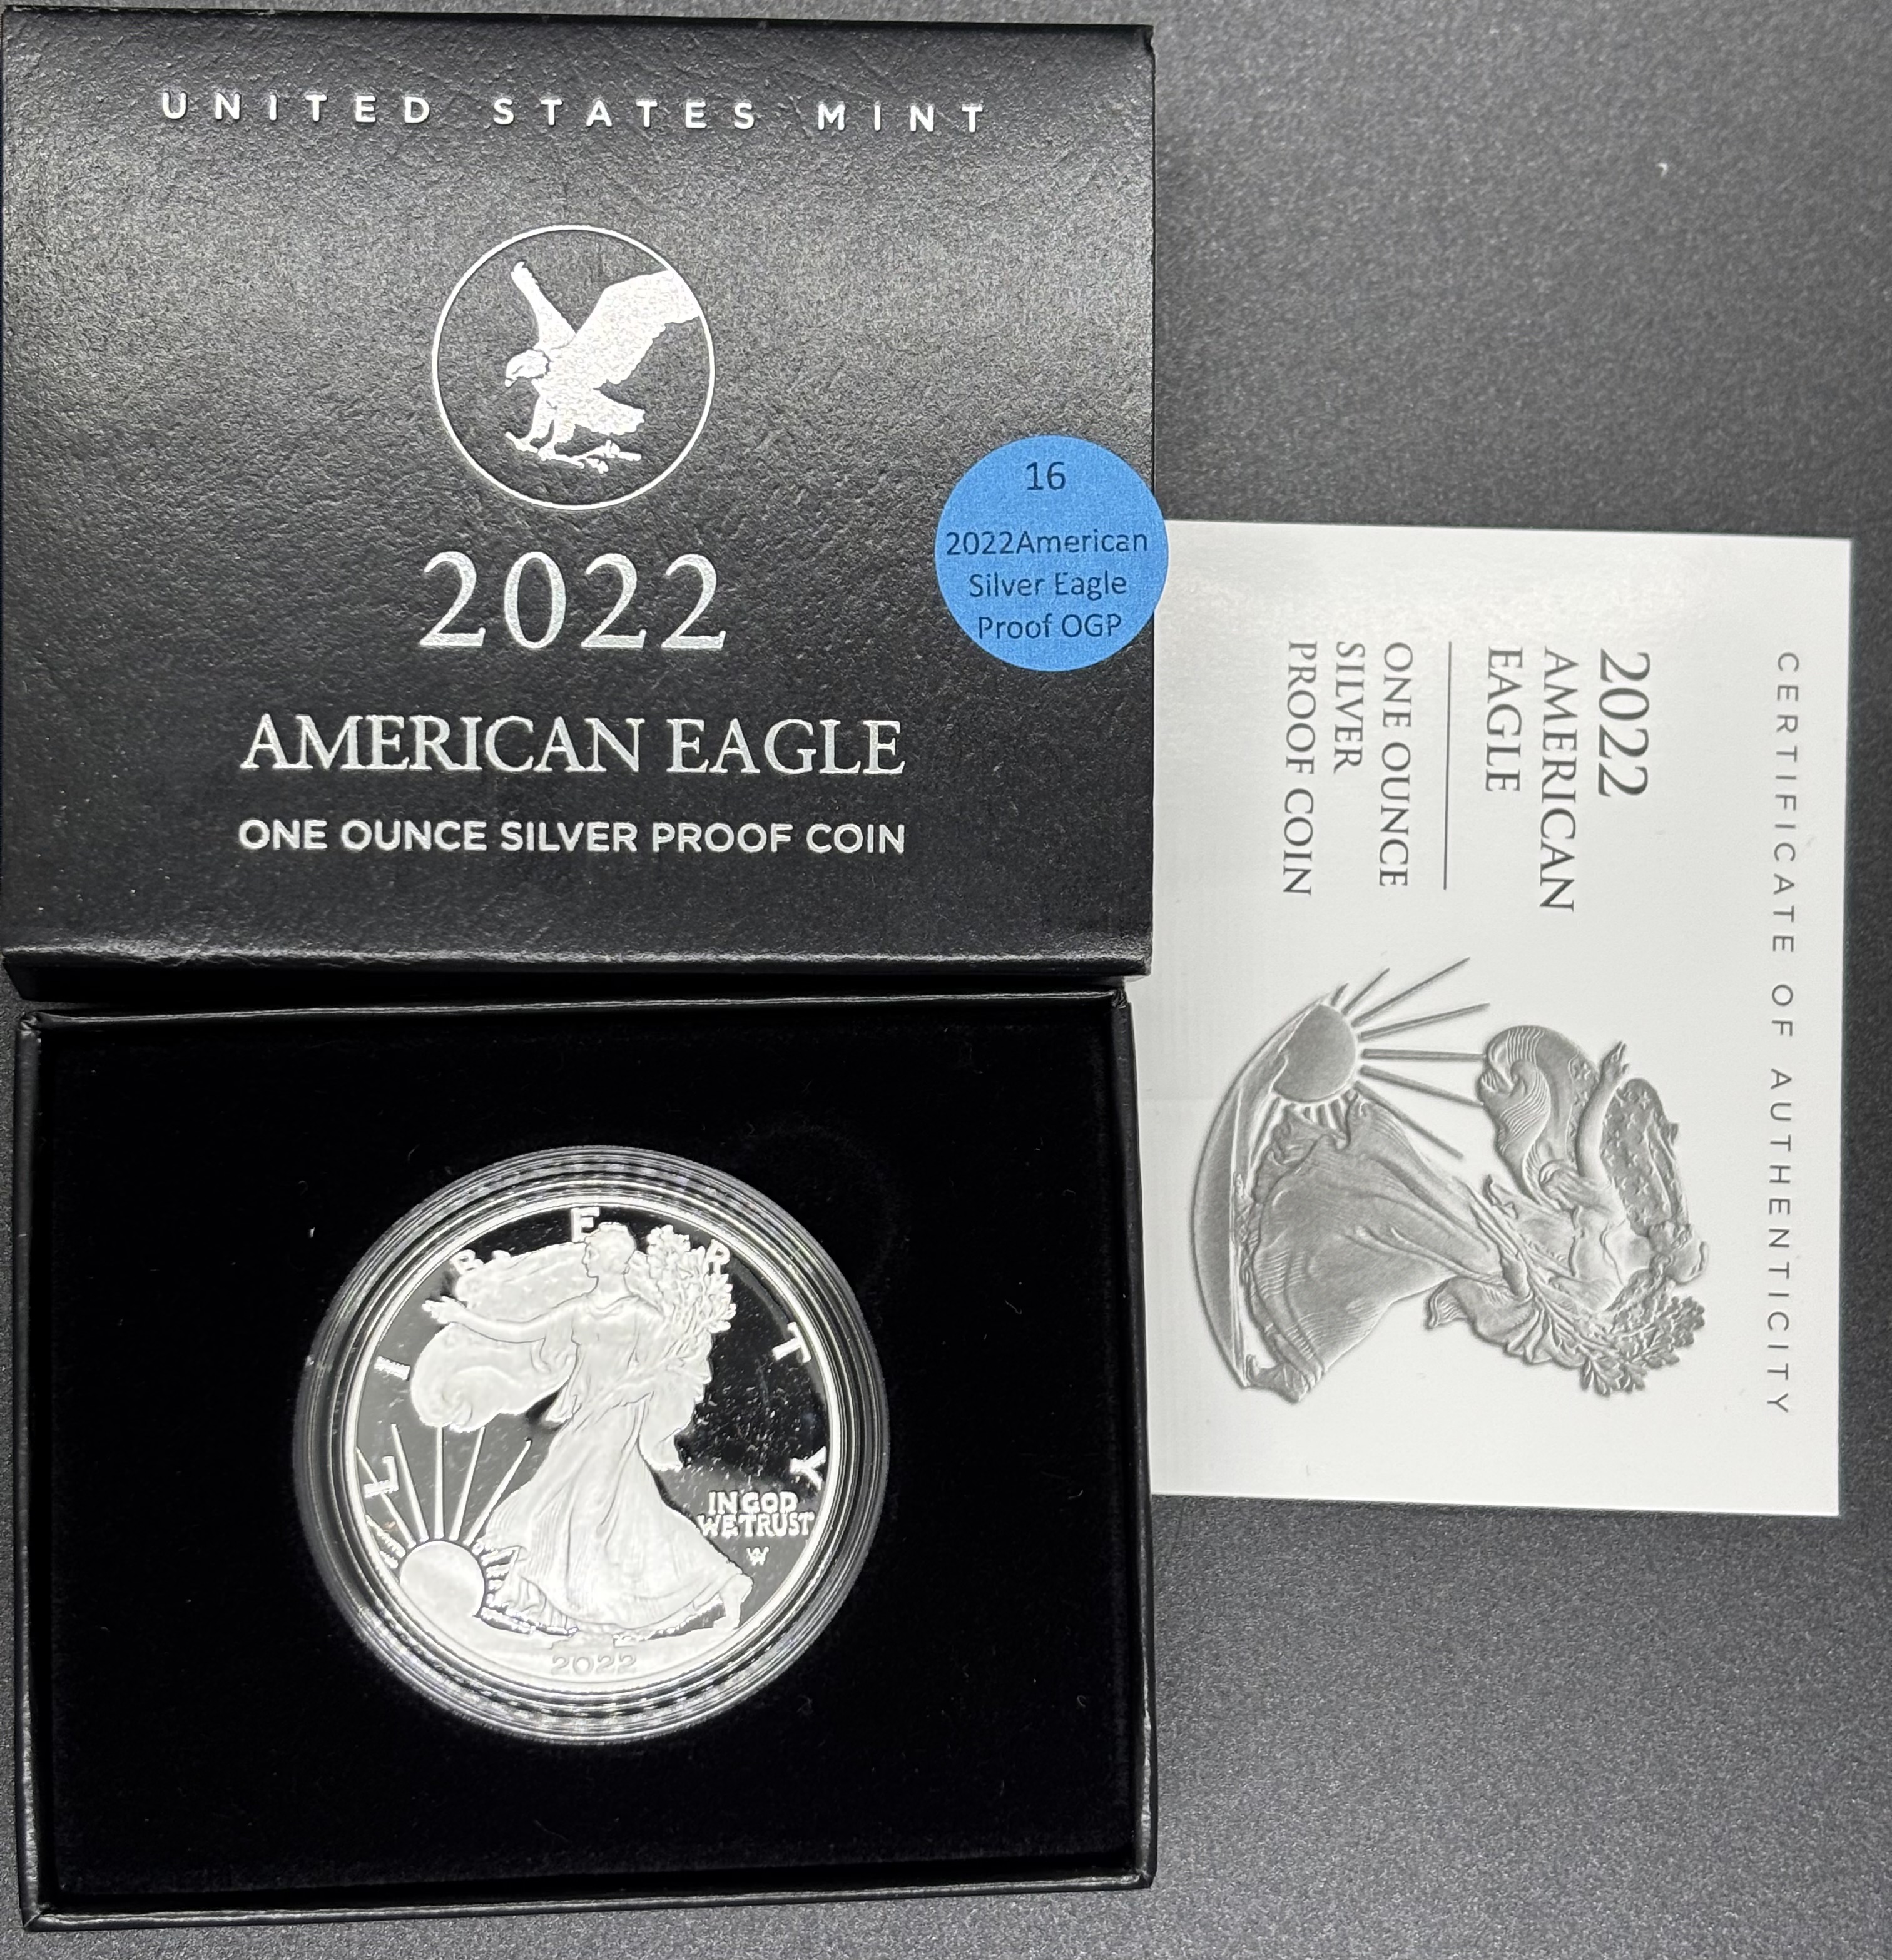 UNITED STATES MINT
2022
AMERICAN EAGLE
ONE OUNCE SILVER PROOF COIN
16
2022American
Silver Eagle
Proof OGP
CERTIFICATE OF AUTHENTICITY
2022
AMERICAN
EAGLE
ONE OUNCE
SILVER
PROOF COIN
LIBERTY
IN GOD
WE TRUST
W
2022